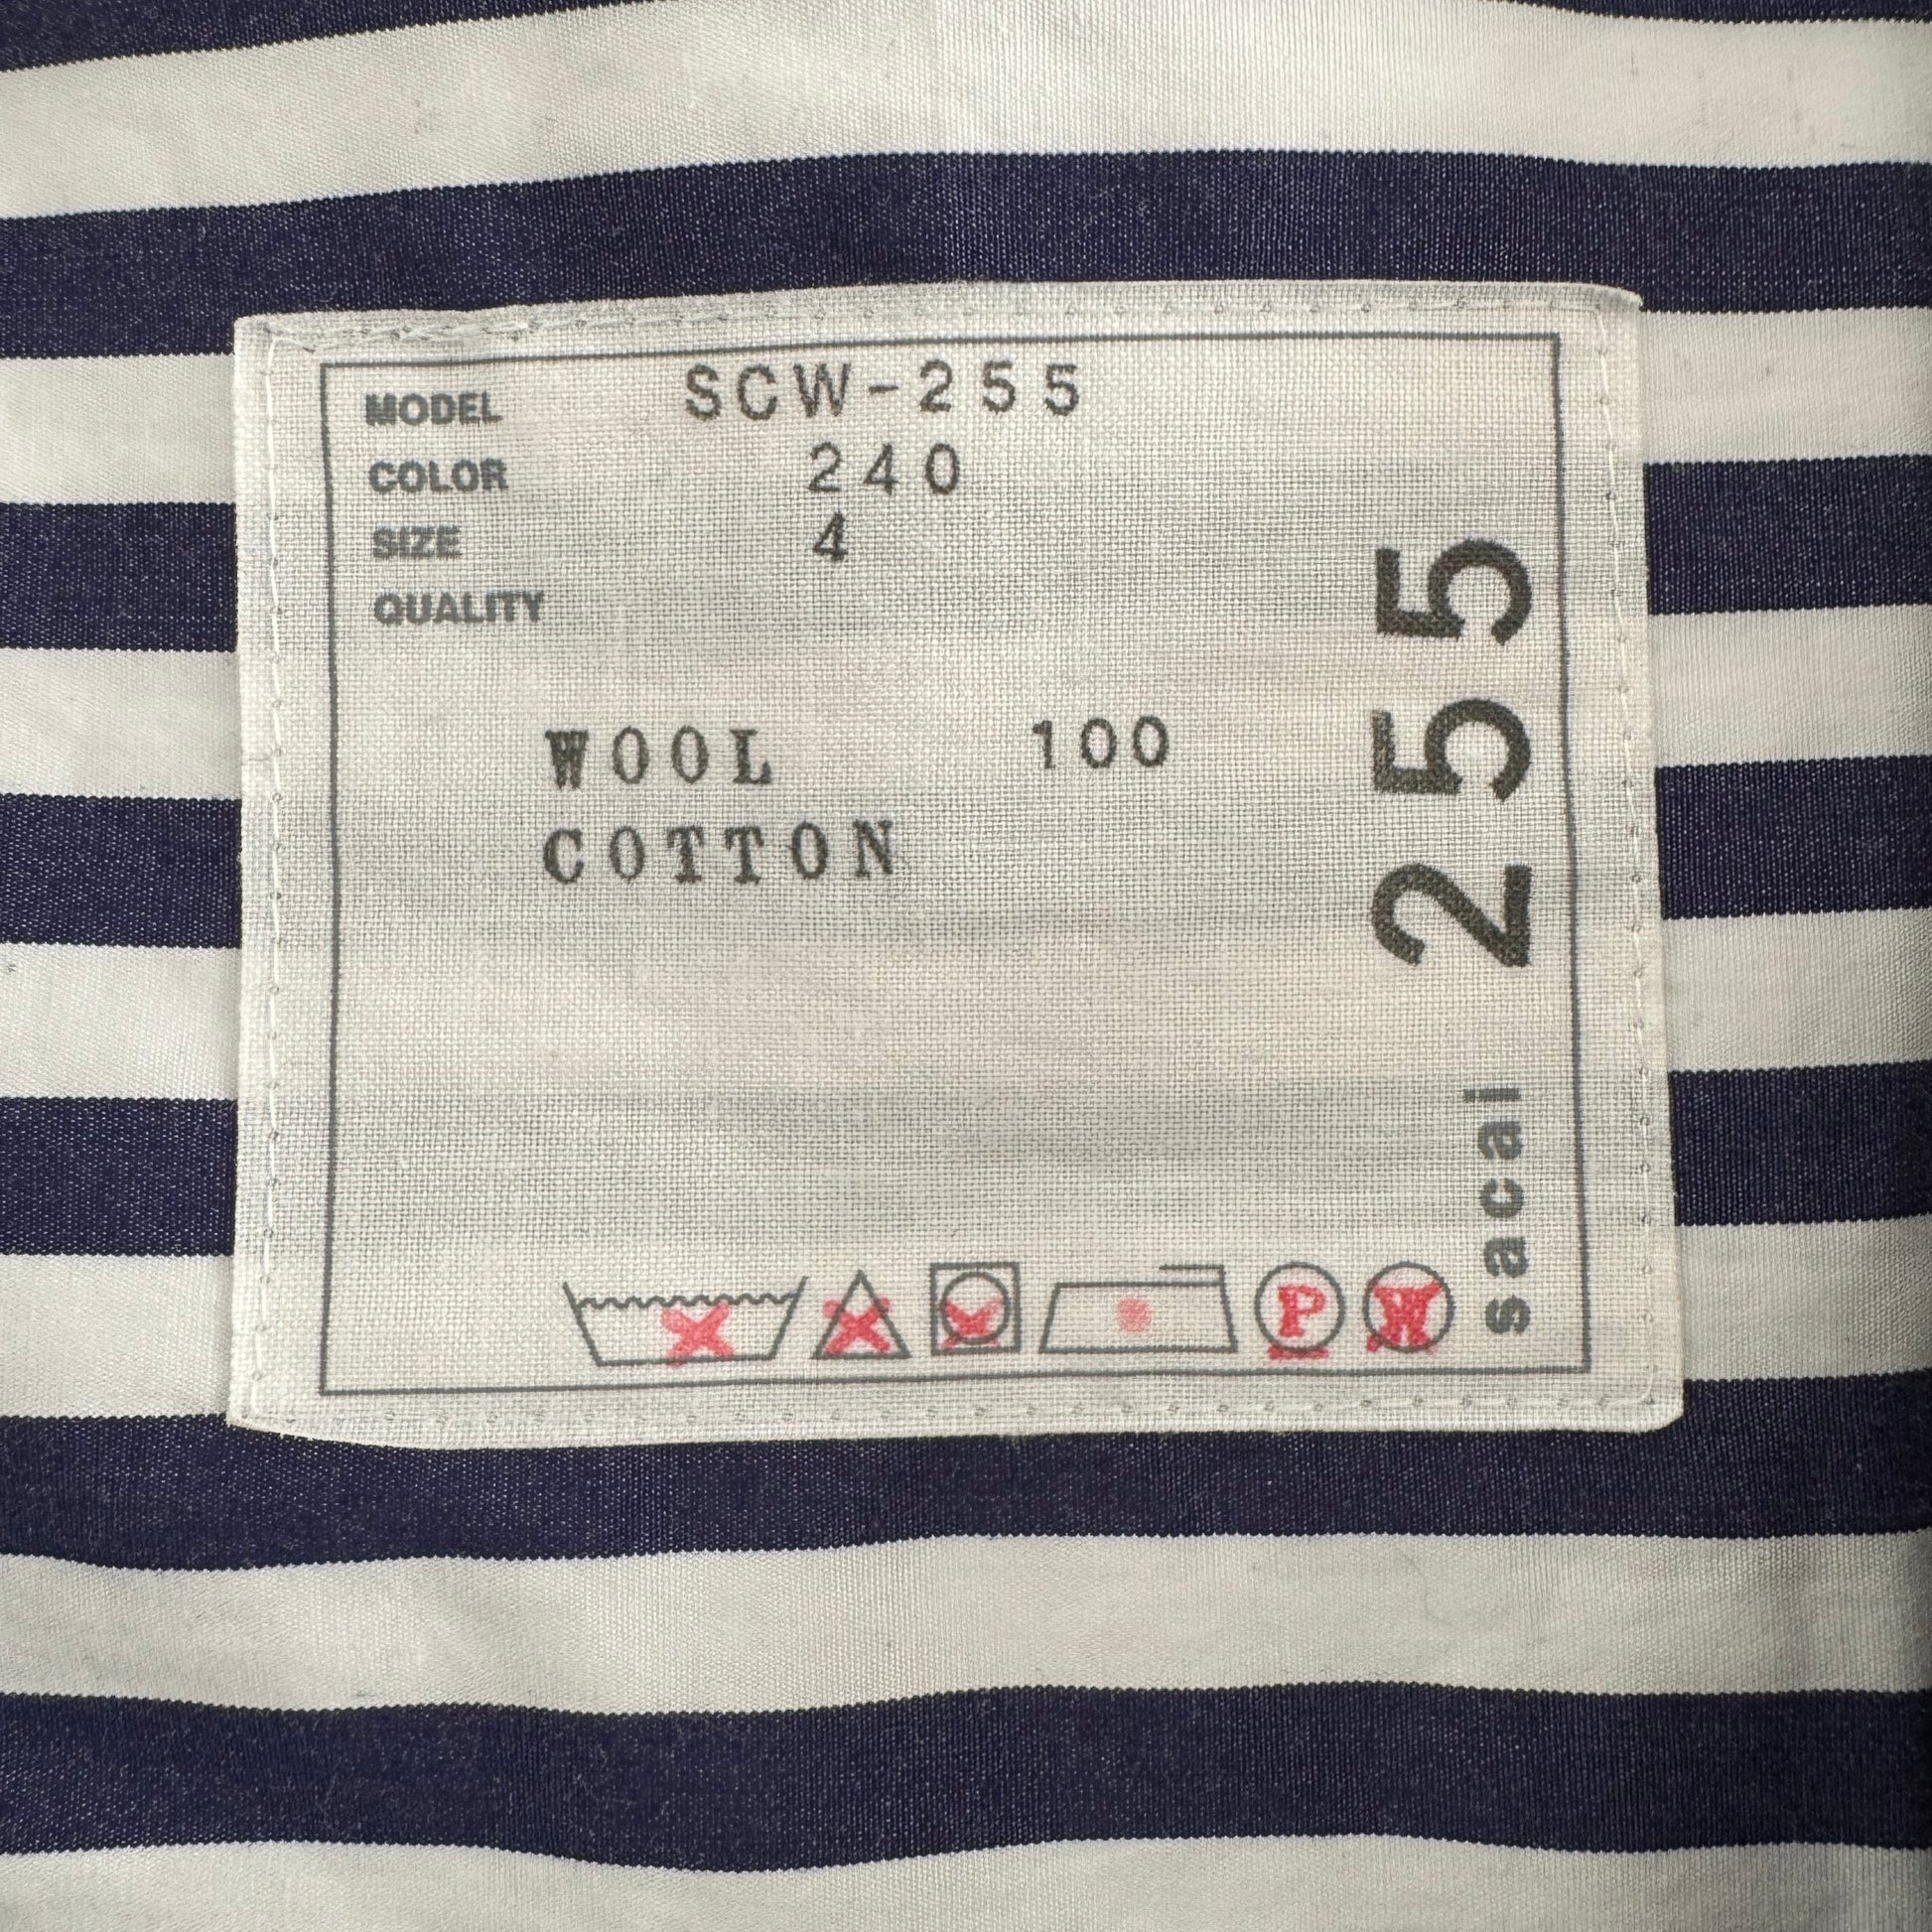 MODEL SCW-255
COLOR 240
SIZE 4
QUALITY
WOOL 100
COTTON
P W
sacai 255